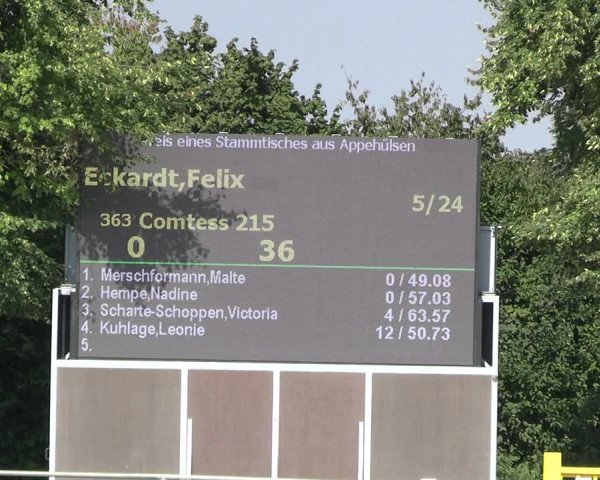 eis eines Stammtisches aus Appehülsen
Eckardt,Felix
5/24
363 Comtess 215
0 36
1. Merschformann,Malte 0 / 49.08
2. Hempe,Nadine 0 / 57.03
3. Scharte-Schoppen,Victoria 4 / 63.57
4. Kuhlage,Leonie 12 / 50.73
5.